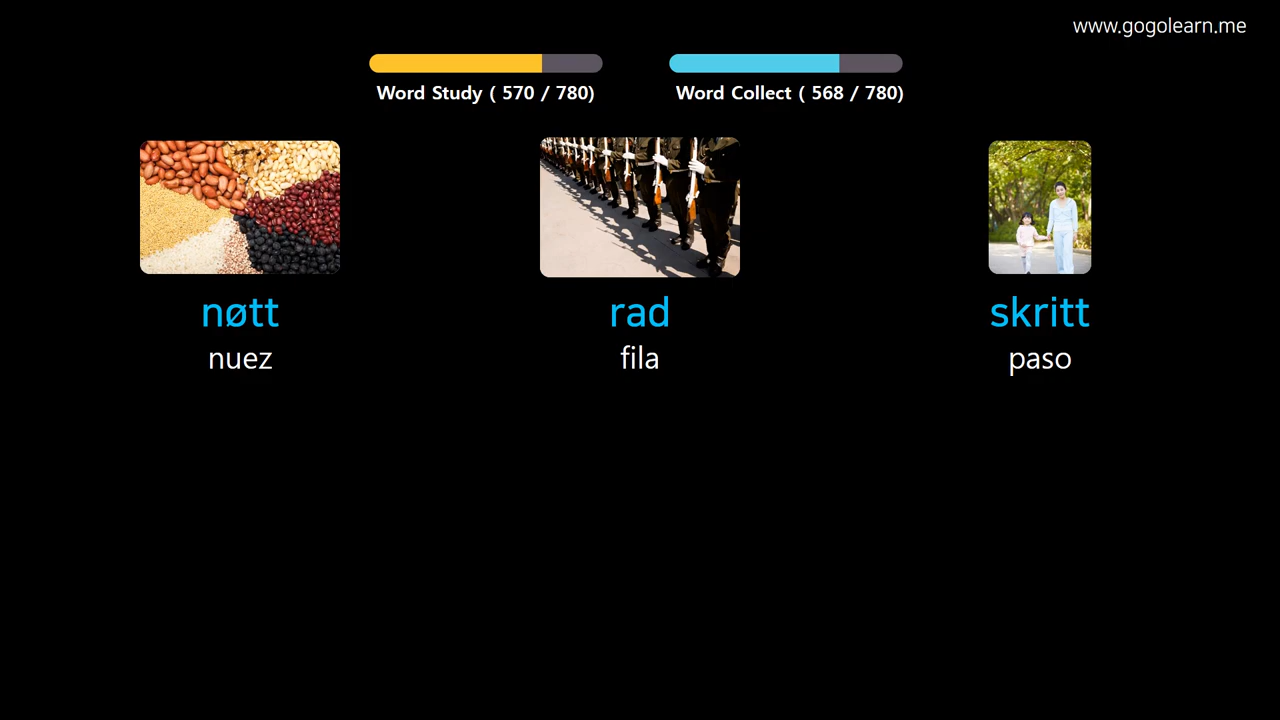 www.gogolearn.me
Word Study ( 570 / 780)
Word Collect ( 568 / 780)
nøtt
rad
skritt
nuez
fila
paso